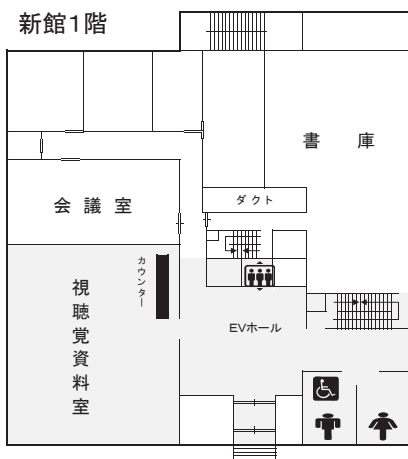 新館1階
書庫
会議室
ダクト
カウンター
視聴覚資料室
EVホール